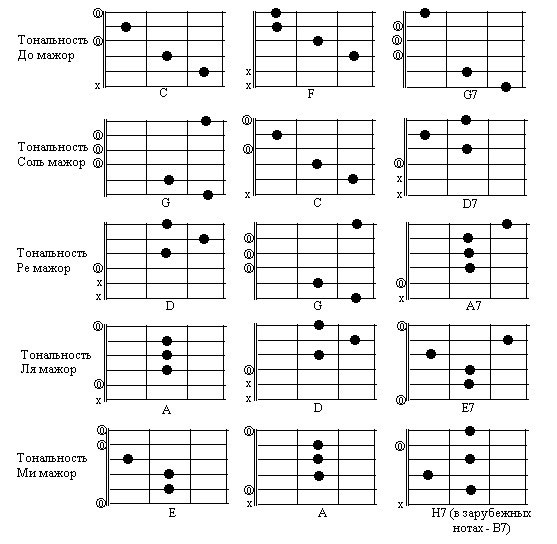 Тональность
До мажор
C
F
G7
Тональность
Соль мажор
G
C
D7
Тональность
Ре мажор
D
G
A7
Тональность
Ля мажор
A
D
E7
Тональность
Ми мажор
E
A
H7 (в зарубежных
нотах - B7)